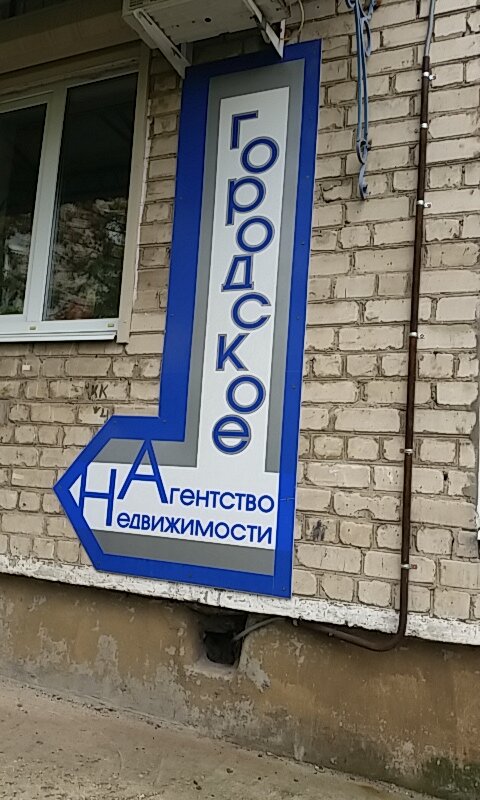 городское
Агентство
Недвижимости